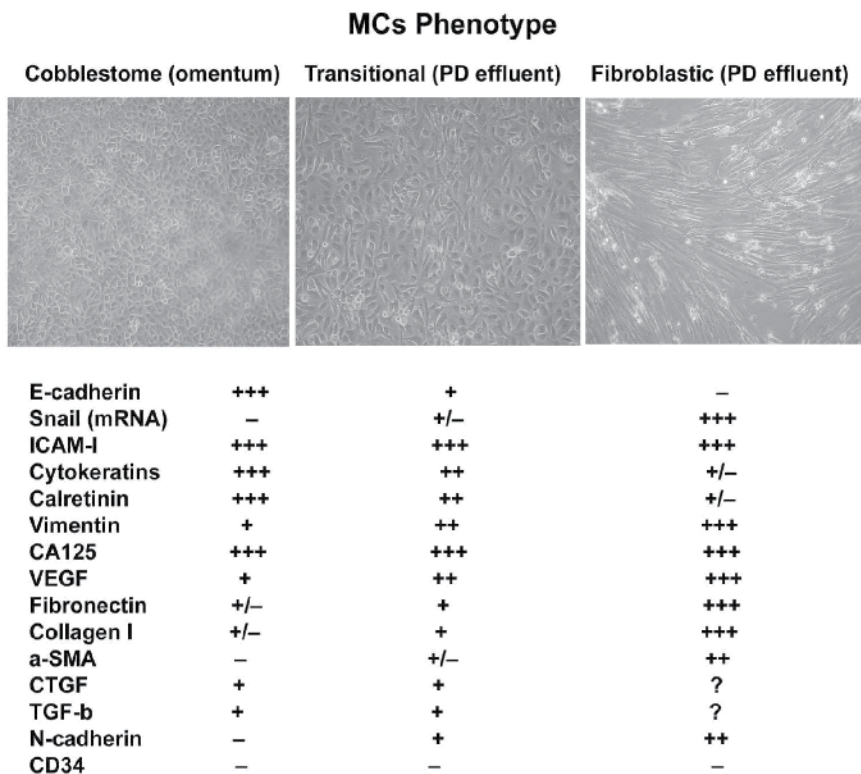 MCs Phenotype
Cobblestome (omentum) Transitional (PD effluent) Fibroblastic (PD effluent)
E-cadherin +++ + –
Snail (mRNA) – +/– +++
ICAM-I +++ +++ +++
Cytokeratins +++ ++ +/–
Calretinin +++ ++ +/–
Vimentin + ++ +++
CA125 +++ +++ +++
VEGF + ++ +++
Fibronectin +/– + +++
Collagen I +/– + +++
a-SMA – +/– ++
CTGF + + ?
TGF-b + + ?
N-cadherin – + ++
CD34 – – –